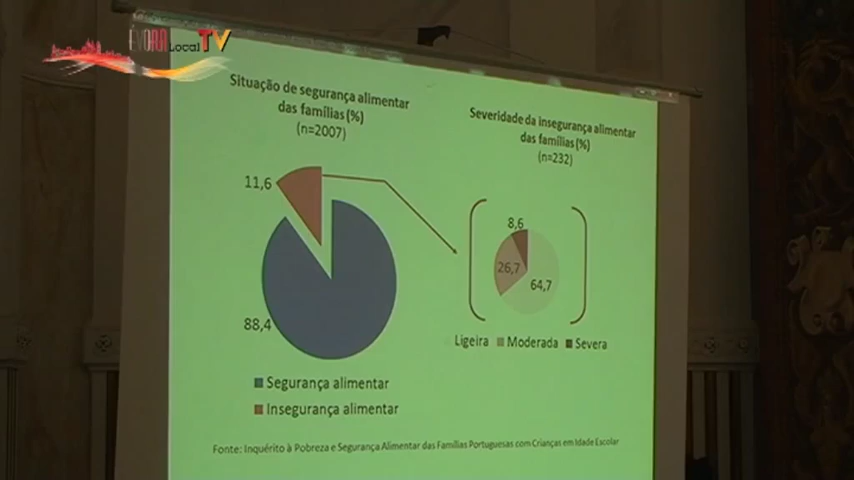 ÉVORA LocalTV
Situação de segurança alimentar
das famílias (%)
(n=2007)
11,6
88,4
Segurança alimentar
Insegurança alimentar
Severidade da insegurança alimentar
das famílias (%)
(n=232)
8,6
26,7
64,7
Ligeira Moderada Severa
Fonte: Inquérito à Pobreza e Segurança Alimentar das Famílias Portuguesas com Crianças em Idade Escolar